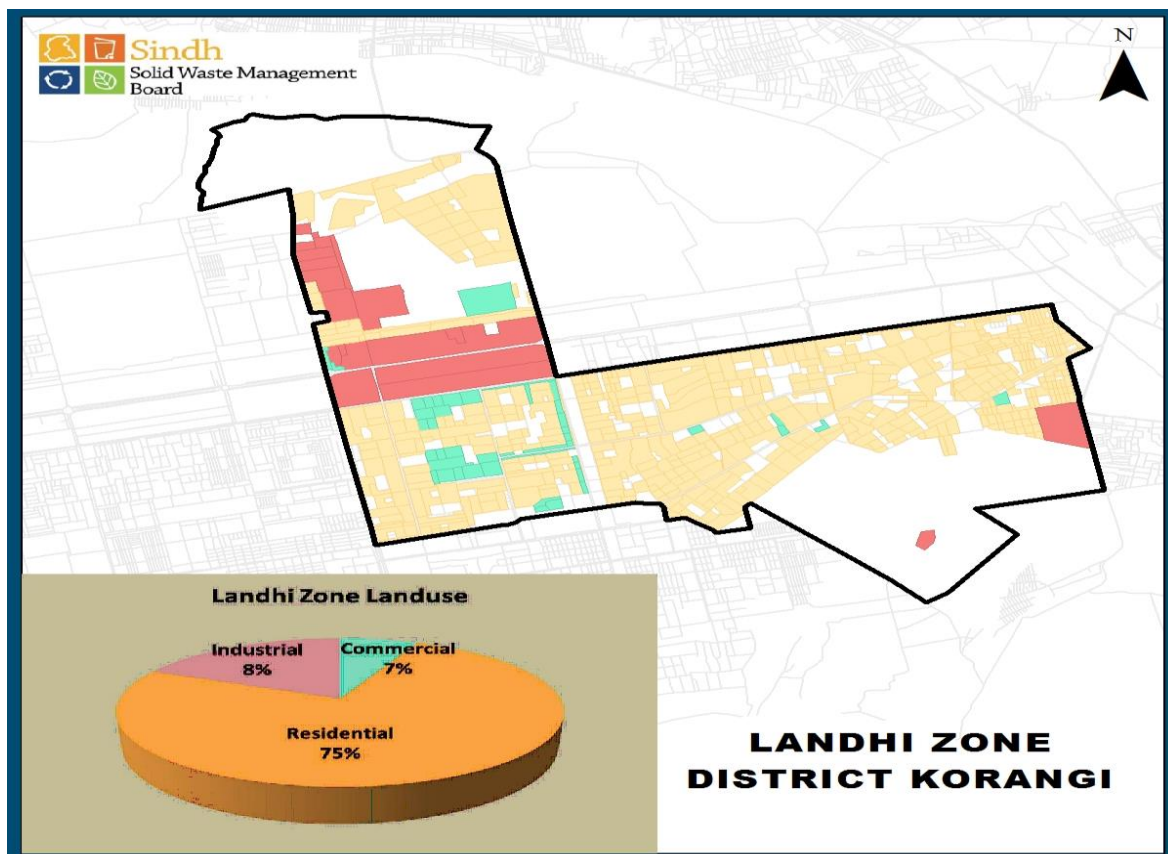 Sindh
Solid Waste Management
Board
N
Landhi Zone Landuse
Industrial
8%
Commercial
7%
Residential
75%
LANDHI ZONE
DISTRICT KORANGI